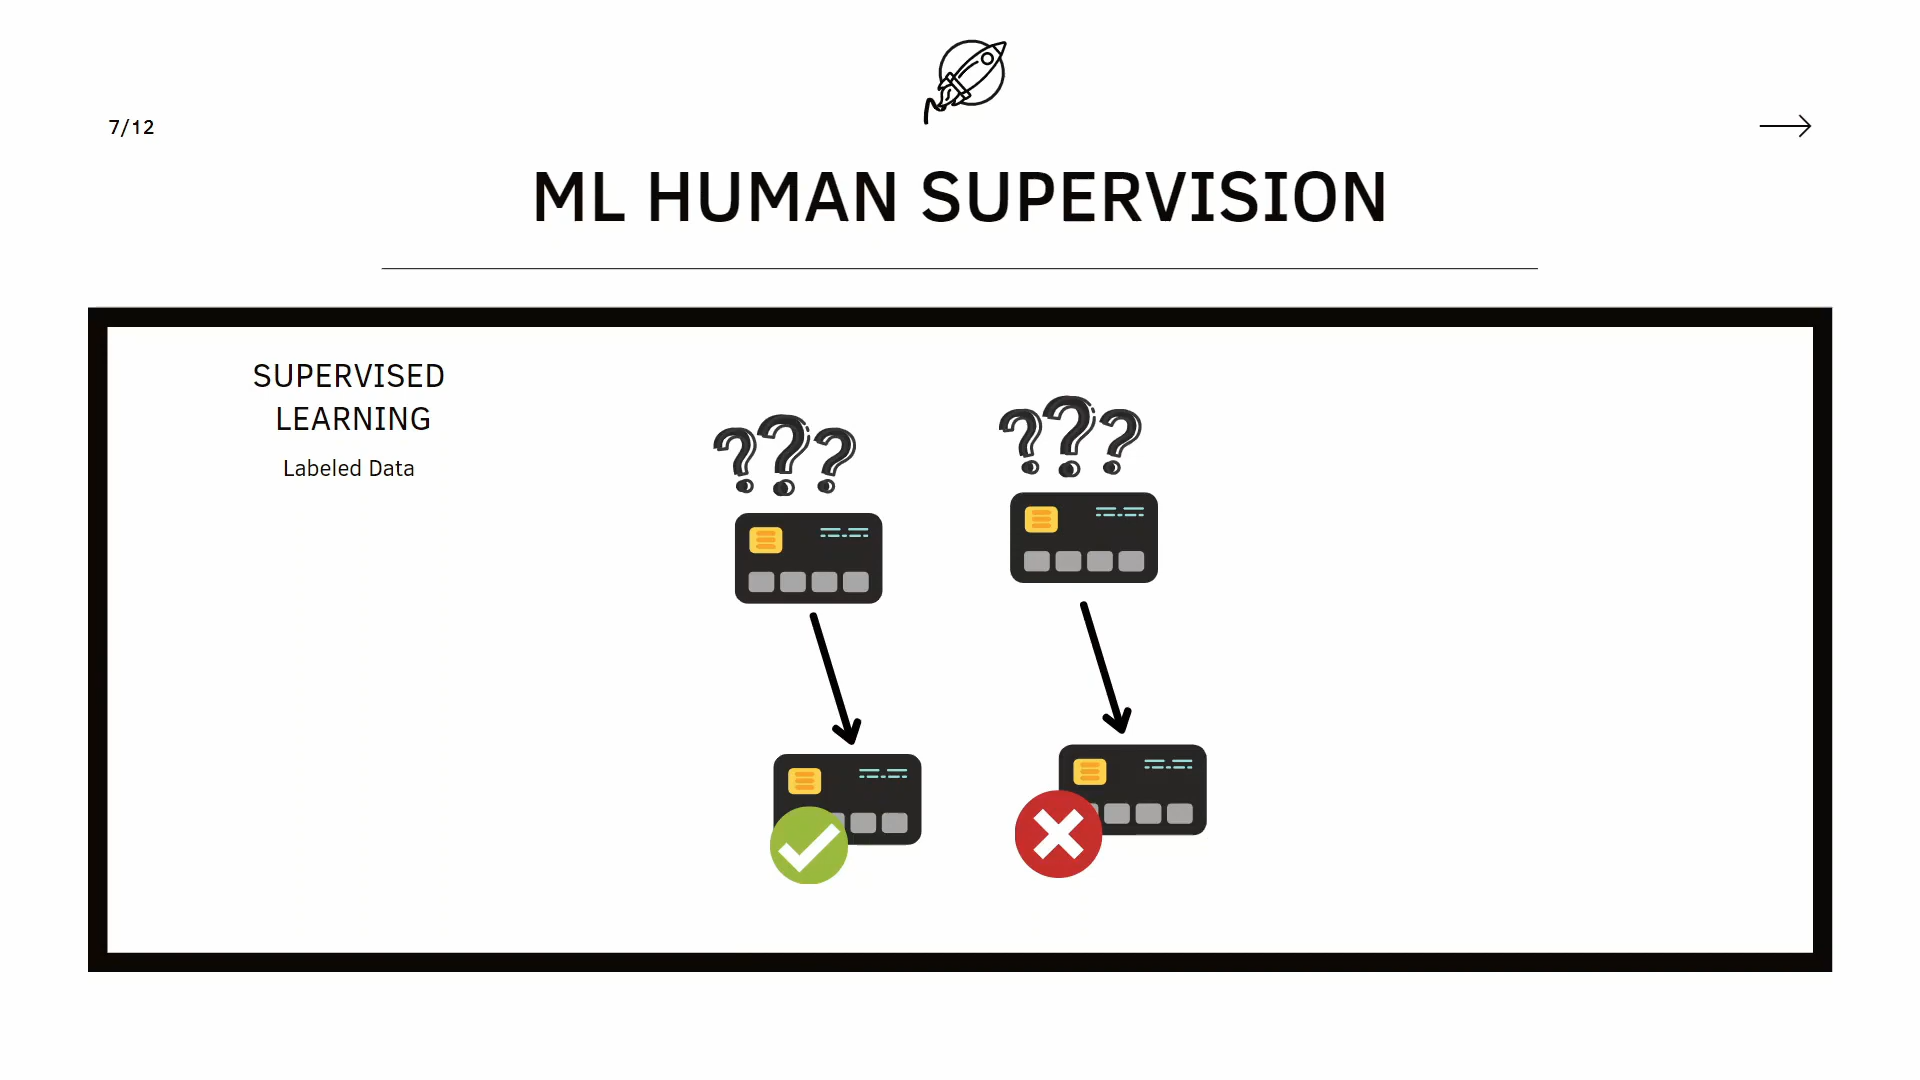 7/12
ML HUMAN SUPERVISION
SUPERVISED
LEARNING
Labeled Data
???
???